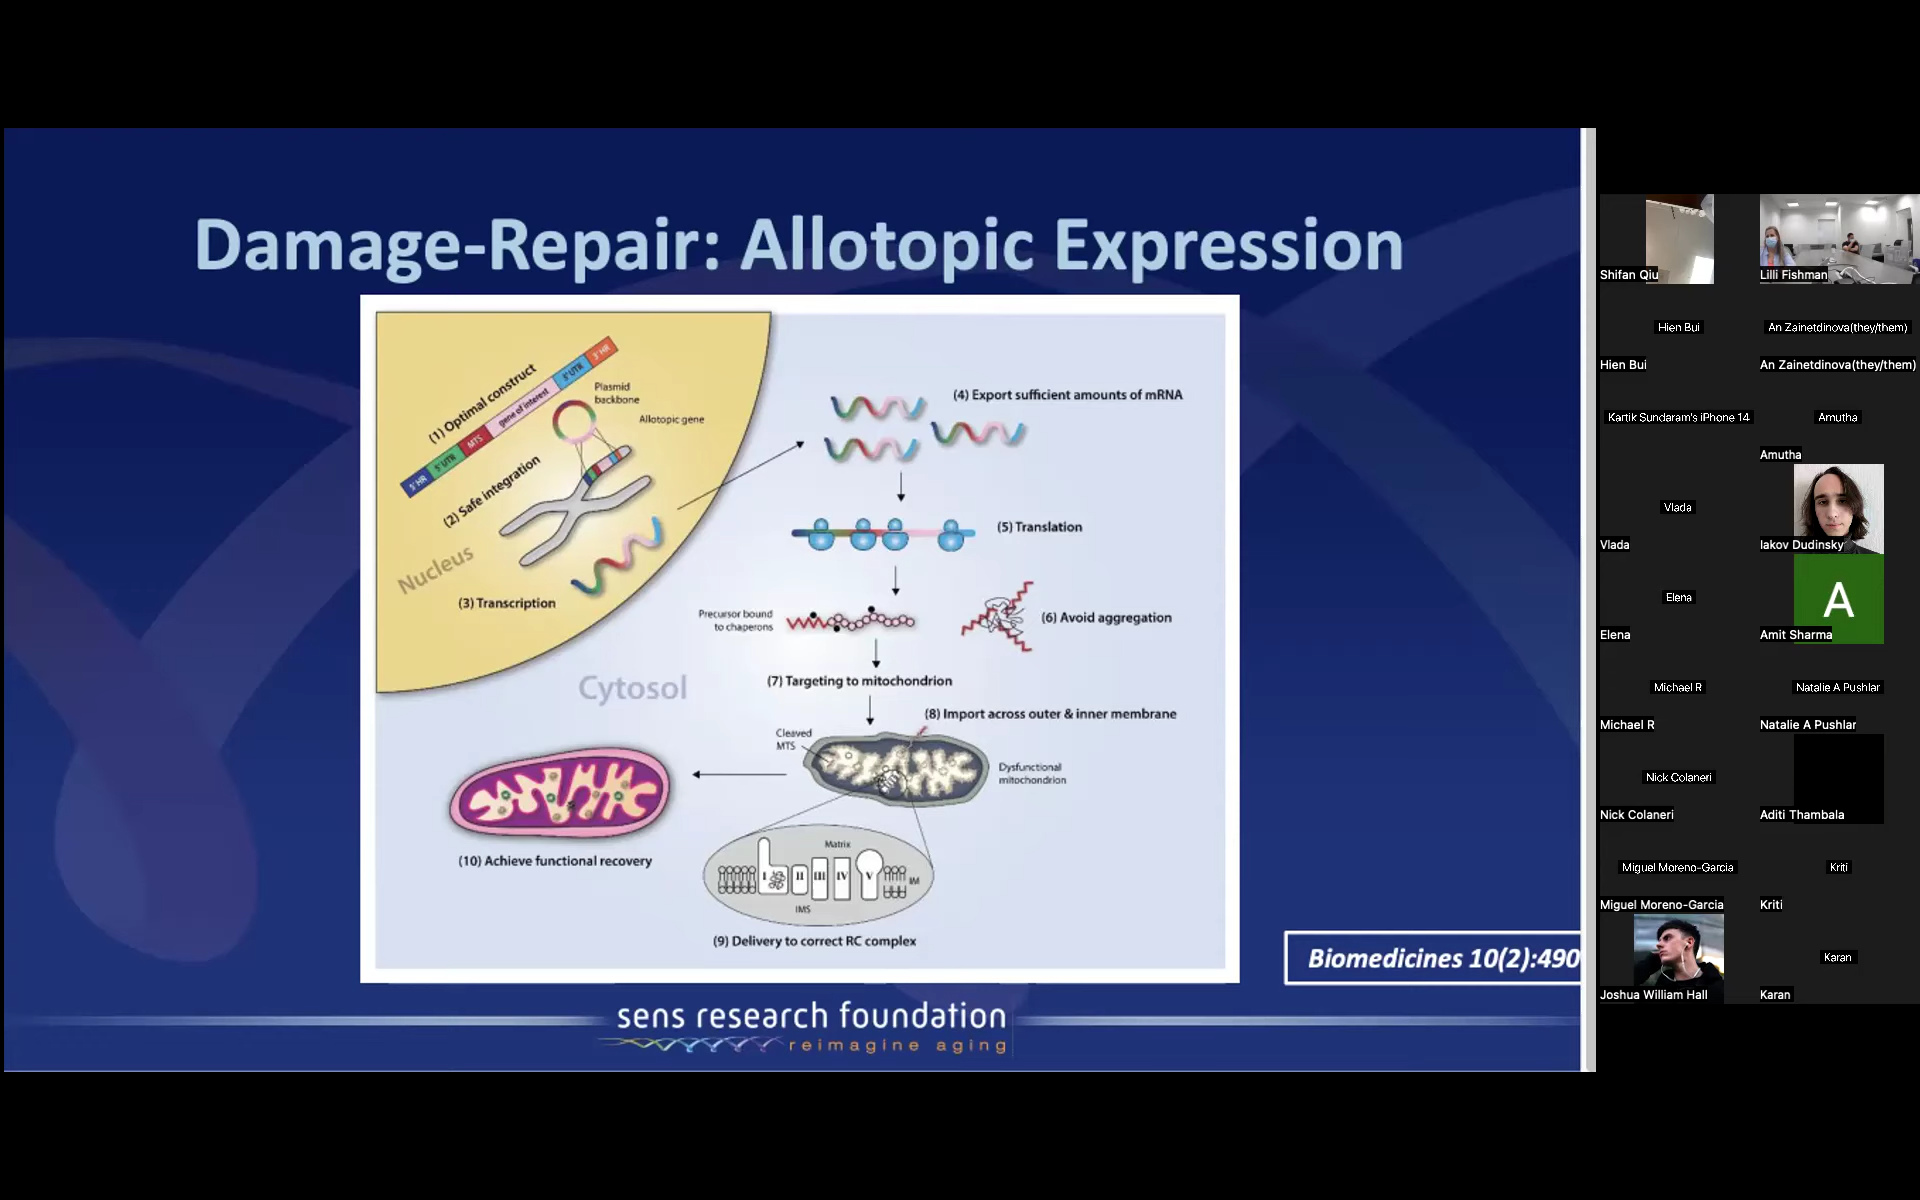 Damage-Repair: Allotopic Expression
(1) Optimal construct
5' HR 5' UTR MTS gene of interest 3' UTR 3' HR
Plasmid
backbone
Allotopic gene
(2) Safe integration
Nucleus
(3) Transcription
(4) Export sufficient amounts of mRNA
(5) Translation
Precursor bound
to chaperons
(6) Avoid aggregation
Cytosol
(7) Targeting to mitochondrion
(8) Import across outer & inner membrane
Cleaved
MTS
Dysfunctional
mitochondrion
(10) Achieve functional recovery
Matrix
I II III IV V
IM
IMS
(9) Delivery to correct RC complex
Biomedicines 10(2):490
sens research foundation
reimagine aging
Shifan Qiu
Lilli Fishman
Hien Bui
An Zainetdinova(they/them)
Hien Bui
An Zainetdinova(they/them)
Kartik Sundaram's iPhone 14
Amutha
Amutha
Vlada
Vlada
Iakov Dudinsky
Elena
A
Elena
Amit Sharma
Michael R
Natalie A Pushlar
Michael R
Natalie A Pushlar
Nick Colaneri
Nick Colaneri
Aditi Thambala
Miguel Moreno-Garcia
Kriti
Miguel Moreno-Garcia
Kriti
Karan
Joshua William Hall
Karan